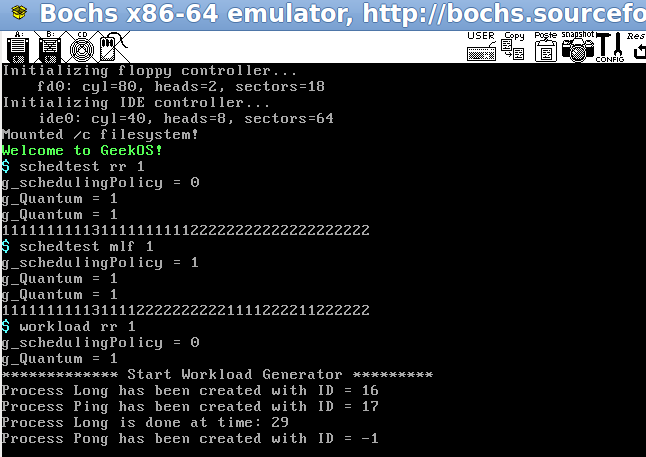 Bochs x86-64 emulator, http://bochs.sourcefo
A: B: CD USER Copy Paste snapshot CONFIG Res
Initializing floppy controller...
fd0: cyl=80, heads=2, sectors=18
Initializing IDE controller...
ide0: cyl=40, heads=8, sectors=64
Mounted /c filesystem!
Welcome to GeekOS!
$ schedtest rr 1
g_schedulingPolicy = 0
g_Quantum = 1
g_Quantum = 1
11111111113111111111122222222222222222222
$ schedtest mlf 1
g_schedulingPolicy = 1
g_Quantum = 1
g_Quantum = 1
11111111113111122222222221111222211222222
$ workload rr 1
g_schedulingPolicy = 0
g_Quantum = 1
************* Start Workload Generator *********
Process Long has been created with ID = 16
Process Ping has been created with ID = 17
Process Long is done at time: 29
Process Pong has been created with ID = -1